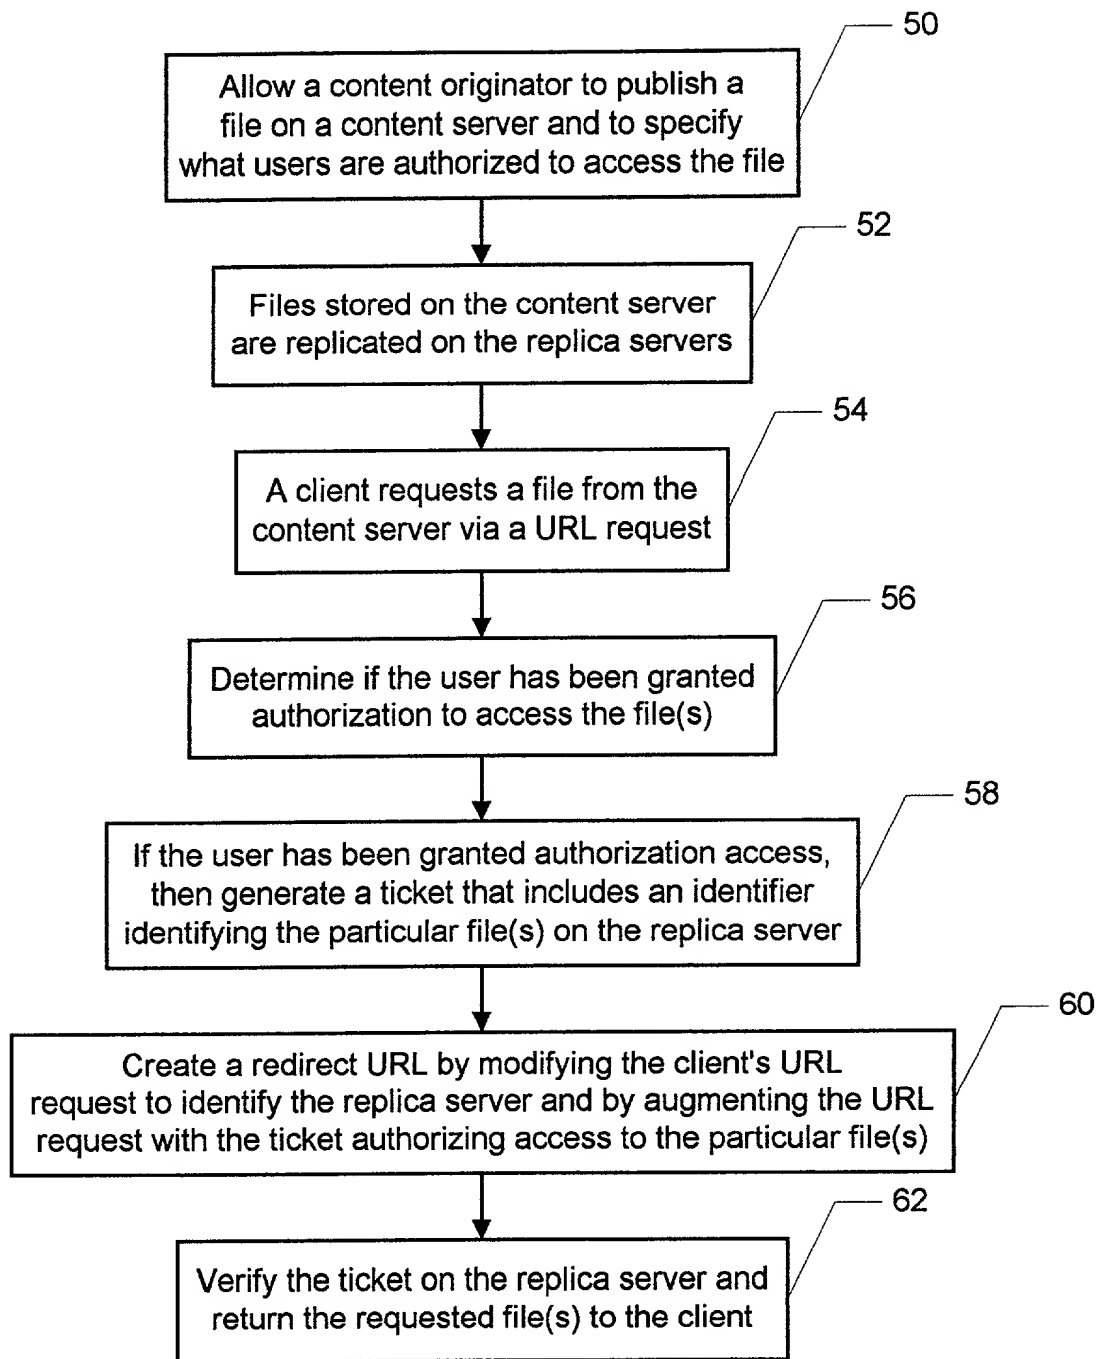 50
Allow a content originator to publish a
file on a content server and to specify
what users are authorized to access the file
52
Files stored on the content server
are replicated on the replica servers
54
A client requests a file from the
content server via a URL request
56
Determine if the user has been granted
authorization to access the file(s)
58
If the user has been granted authorization access,
then generate a ticket that includes an identifier
identifying the particular file(s) on the replica server
60
Create a redirect URL by modifying the client's URL
request to identify the replica server and by augmenting the URL
request with the ticket authorizing access to the particular file(s)
62
Verify the ticket on the replica server and
return the requested file(s) to the client